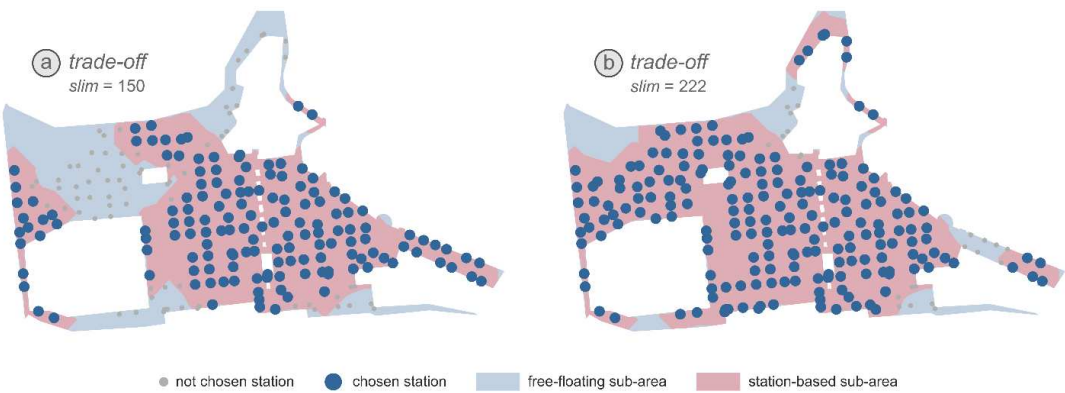 a trade-off
slim = 150
b trade-off
slim = 222
not chosen station chosen station free-floating sub-area station-based sub-area